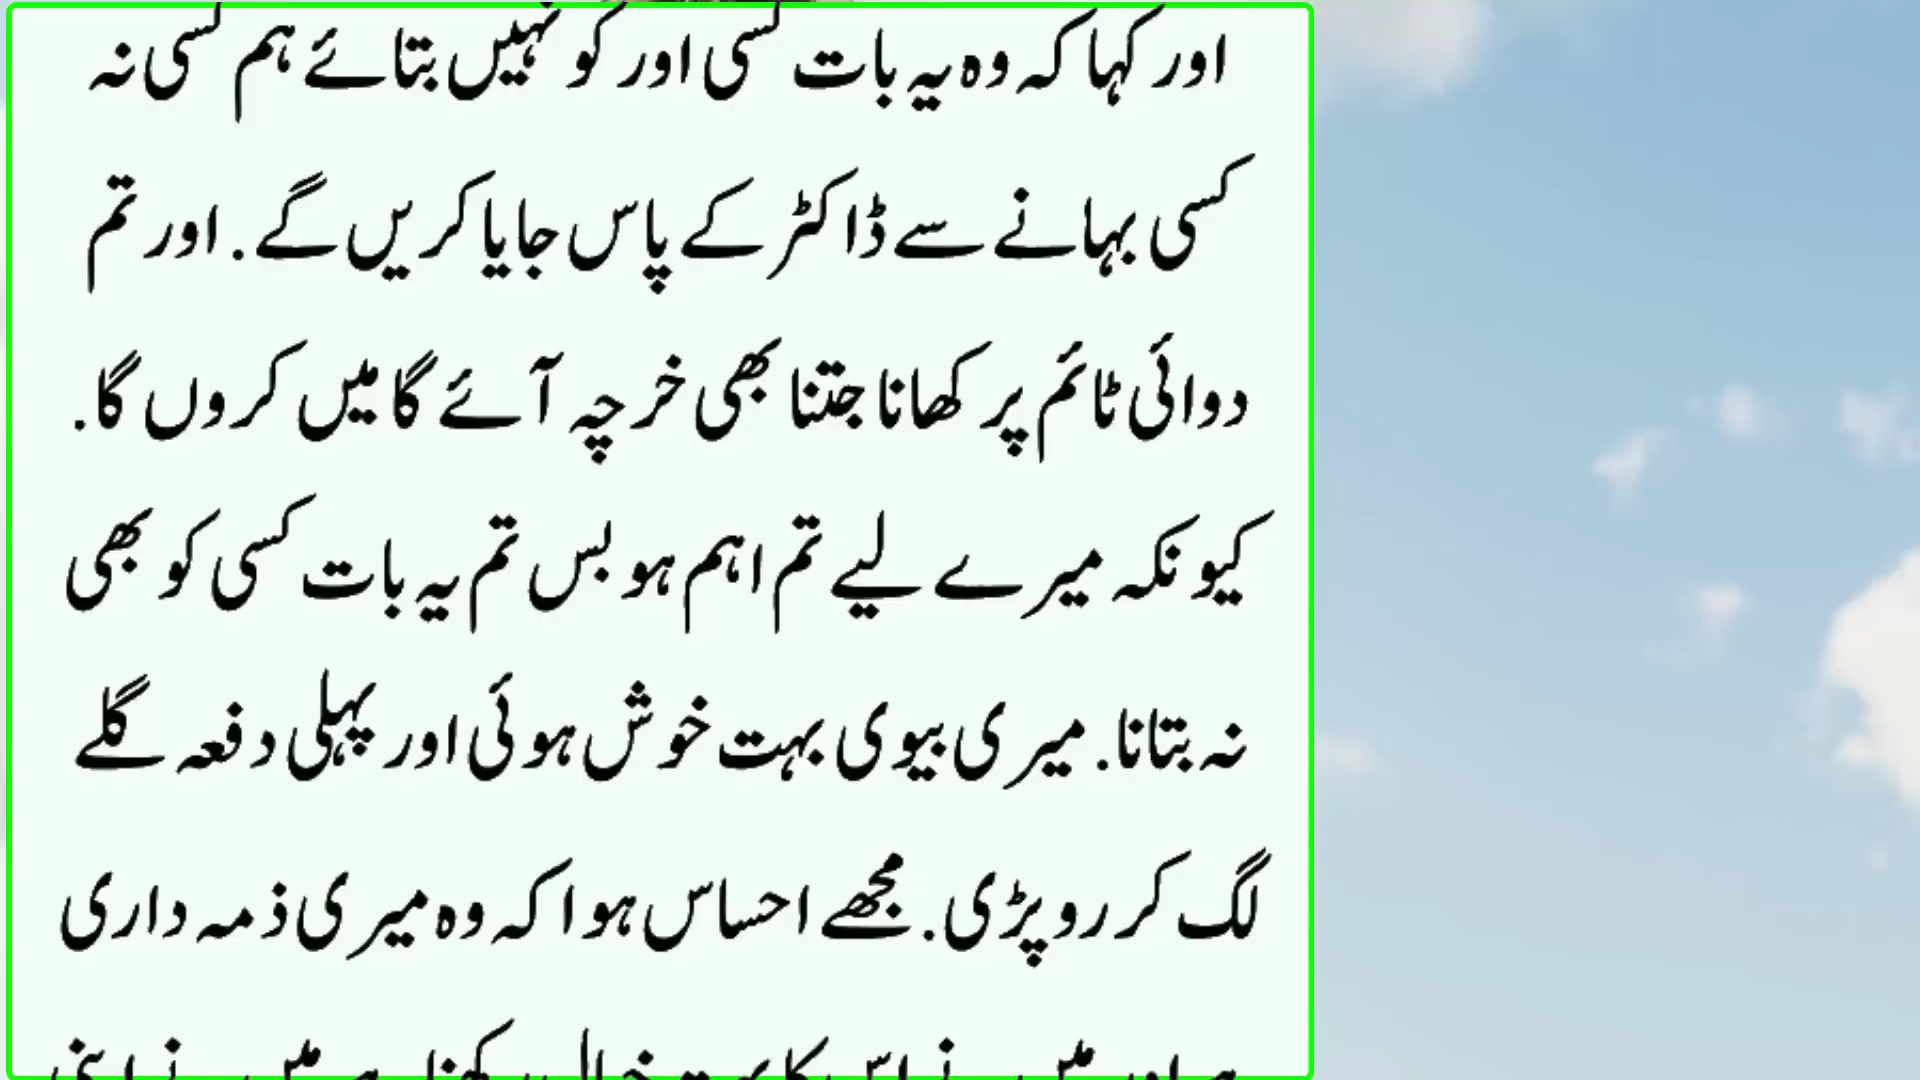 اور کہا کہ وہ یہ بات کسی اور کو نہیں بتائے ہم کسی نہ
کسی بہانے سے ڈاکٹر کے پاس جایا کریں گے. اور تم
دوائی ٹائم پر کھانا جتنا بھی خرچہ آئے گا میں کروں گا.
کیونکہ میرے لیے تم اہم ہو بس تم یہ بات کسی کو بھی
نہ بتانا. میری بیوی بہت خوش ہوئی اور پہلی دفعہ گلے
لگ کر رو پڑی. مجھے احساس ہوا کہ وہ میری ذمہ داری